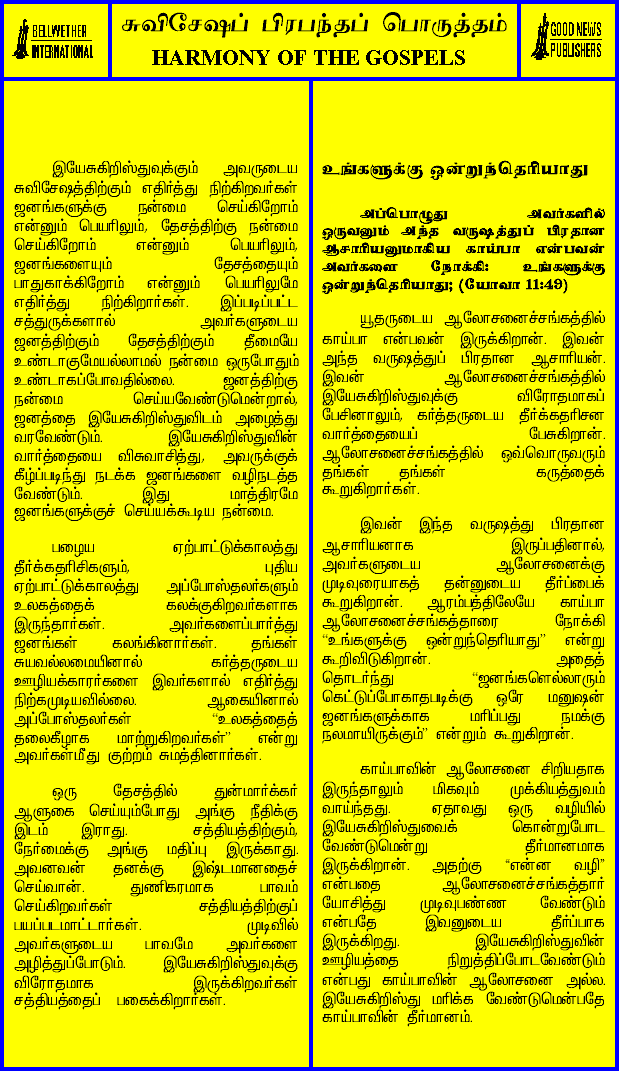 BELLWETHER
INTERNATIONAL
சுவிசேஷப் பிரபந்தப் பொருத்தம்
HARMONY OF THE GOSPELS
GOOD NEWS
PUBLISHERS
இயேசுகிறிஸ்துவுக்கும் அவருடைய
சுவிசேஷத்திற்கும் எதிர்த்து நிற்கிறவர்கள்
ஜனங்களுக்கு நன்மை செய்கிறோம்
என்னும் பெயரிலும், தேசத்திற்கு நன்மை
செய்கிறோம் என்னும் பெயரிலும்,
ஜனங்களையும் தேசத்தையும்
பாதுகாக்கிறோம் என்னும் பெயரிலுமே
எதிர்த்து நிற்கிறார்கள். இப்படிப்பட்ட
சத்துருக்களால் அவர்களுடைய
ஜனத்திற்கும் தேசத்திற்கும் தீமையே
உண்டாகுமேயல்லாமல் நன்மை ஒருபோதும்
உண்டாகப்போவதில்லை. ஜனத்திற்கு
நன்மை செய்யவேண்டுமென்றால்,
ஜனத்தை இயேசுகிறிஸ்துவிடம் அழைத்து
வரவேண்டும். இயேசுகிறிஸ்துவின்
வார்த்தையை விசுவாசித்து, அவருக்குக்
கீழ்ப்படிந்து நடக்க ஜனங்களை வழிநடத்த
வேண்டும். இது மாத்திரமே
ஜனங்களுக்குச் செய்யக்கூடிய நன்மை.
பழைய ஏற்பாட்டுக்காலத்து
தீர்க்கதரிசிகளும், புதிய
ஏற்பாட்டுக்காலத்து அப்போஸ்தலர்களும்
உலகத்தைக் கலக்குகிறவர்களாக
இருந்தார்கள். அவர்களைப்பார்த்து
ஜனங்கள் கலங்கினார்கள். தங்கள்
சுயவல்லமையினால் கர்த்தருடைய
ஊழியக்காரர்களை இவர்களால் எதிர்த்து
நிற்கமுடியவில்லை. ஆகையினால்
அப்போஸ்தலர்கள் “உலகத்தைத்
தலைகீழாக மாற்றுகிறவர்கள்” என்று
அவர்கள்மீது குற்றம் சுமத்தினார்கள்.
ஒரு தேசத்தில் துன்மார்க்கர்
ஆளுகை செய்யும்போது அங்கு நீதிக்கு
இடம் இராது. சத்தியத்திற்கும்,
நேர்மைக்கு அங்கு மதிப்பு இருக்காது.
அவனவன் தனக்கு இஷ்டமானதைச்
செய்வான். துணிகரமாக பாவம்
செய்கிறவர்கள் சத்தியத்திற்குப்
பயப்படமாட்டார்கள். முடிவில்
அவர்களுடைய பாவமே அவர்களை
அழித்துப்போடும். இயேசுகிறிஸ்துவுக்கு
விரோதமாக இருக்கிறவர்கள்
சத்தியத்தைப் பகைக்கிறார்கள்.
உங்களுக்கு ஒன்றுந்தெரியாது
அப்பொழுது அவர்களில்
ஒருவனும் அந்த வருஷத்துப் பிரதான
ஆசாரியனுமாகிய காய்பா என்பவன்
அவர்களை நோக்கி: உங்களுக்கு
ஒன்றுந்தெரியாது; (யோவா 11:49)
யூதருடைய ஆலோசனைச்சங்கத்தில்
காய்பா என்பவன் இருக்கிறான். இவன்
அந்த வருஷத்துப் பிரதான ஆசாரியன்.
இவன் ஆலோசனைச்சங்கத்தில்
இயேசுகிறிஸ்துவுக்கு விரோதமாகப்
பேசினாலும், கர்த்தருடைய தீர்க்கதரிசன
வார்த்தையைப் பேசுகிறான்.
ஆலோசனைச்சங்கத்தில் ஒவ்வொருவரும்
தங்கள் தங்கள் கருத்தைக்
கூறுகிறார்கள்.
இவன் இந்த வருஷத்து பிரதான
ஆசாரியனாக இருப்பதினால்,
அவர்களுடைய ஆலோசனைக்கு
முடிவுரையாகத் தன்னுடைய தீர்ப்பைக்
கூறுகிறான். ஆரம்பத்திலேயே காய்பா
ஆலோசனைச்சங்கத்தாரை நோக்கி
“உங்களுக்கு ஒன்றுந்தெரியாது” என்று
கூறிவிடுகிறான். அதைத்
தொடர்ந்து “ஜனங்களெல்லாரும்
கெட்டுப்போகாதபடிக்கு ஒரே மனுஷன்
ஜனங்களுக்காக மரிப்பது நமக்கு
நலமாயிருக்கும்” என்றும் கூறுகிறான்.
காய்பாவின் ஆலோசனை சிறியதாக
இருந்தாலும் மிகவும் முக்கியத்துவம்
வாய்ந்தது. ஏதாவது ஒரு வழியில்
இயேசுகிறிஸ்துவைக் கொன்றுபோட
வேண்டுமென்று தீர்மானமாக
இருக்கிறான். அதற்கு “என்ன வழி”
என்பதை ஆலோசனைச்சங்கத்தார்
யோசித்து முடிவுபண்ண வேண்டும்
என்பதே இவனுடைய தீர்ப்பாக
இருக்கிறது. இயேசுகிறிஸ்துவின்
ஊழியத்தை நிறுத்திப்போடவேண்டும்
என்பது காய்பாவின் ஆலோசனை அல்ல.
இயேசுகிறிஸ்து மரிக்க வேண்டுமென்பதே
காய்பாவின் தீர்மானம்.